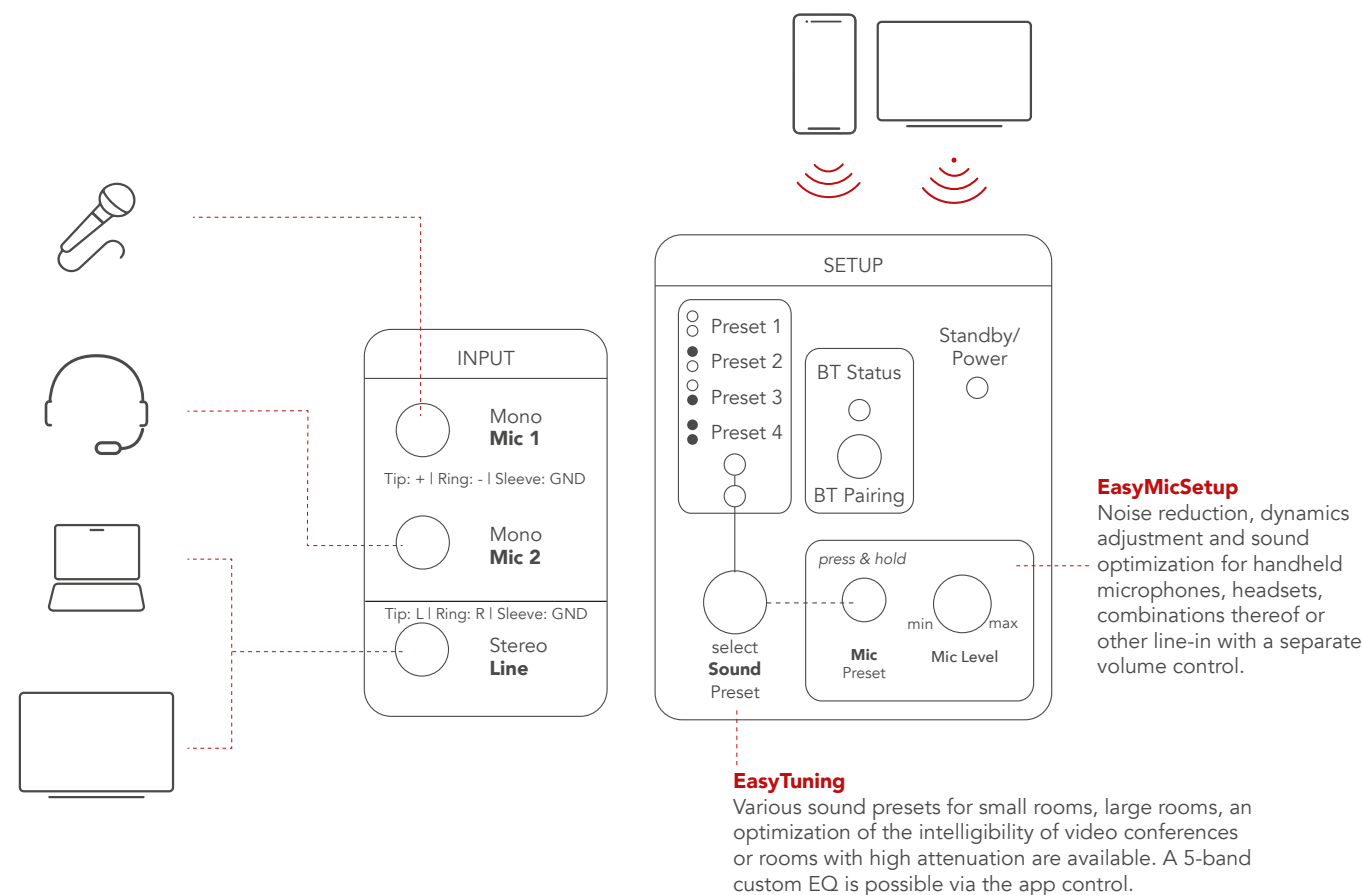 SETUP
Preset 1
Preset 2
Preset 3
Preset 4
BT Status
BT Pairing
Standby/
Power
INPUT
Mono
Mic 1
Tip: + | Ring: - | Sleeve: GND
Mono
Mic 2
Tip: L | Ring: R | Sleeve: GND
Stereo
Line
select
Sound
Preset
press & hold
Mic
Preset
min
max
Mic Level
EasyMicSetup
Noise reduction, dynamics
adjustment and sound
optimization for handheld
microphones, headsets,
combinations thereof or
other line-in with a separate
volume control.
EasyTuning
Various sound presets for small rooms, large rooms, an
optimization of the intelligibility of video conferences
or rooms with high attenuation are available. A 5-band
custom EQ is possible via the app control.